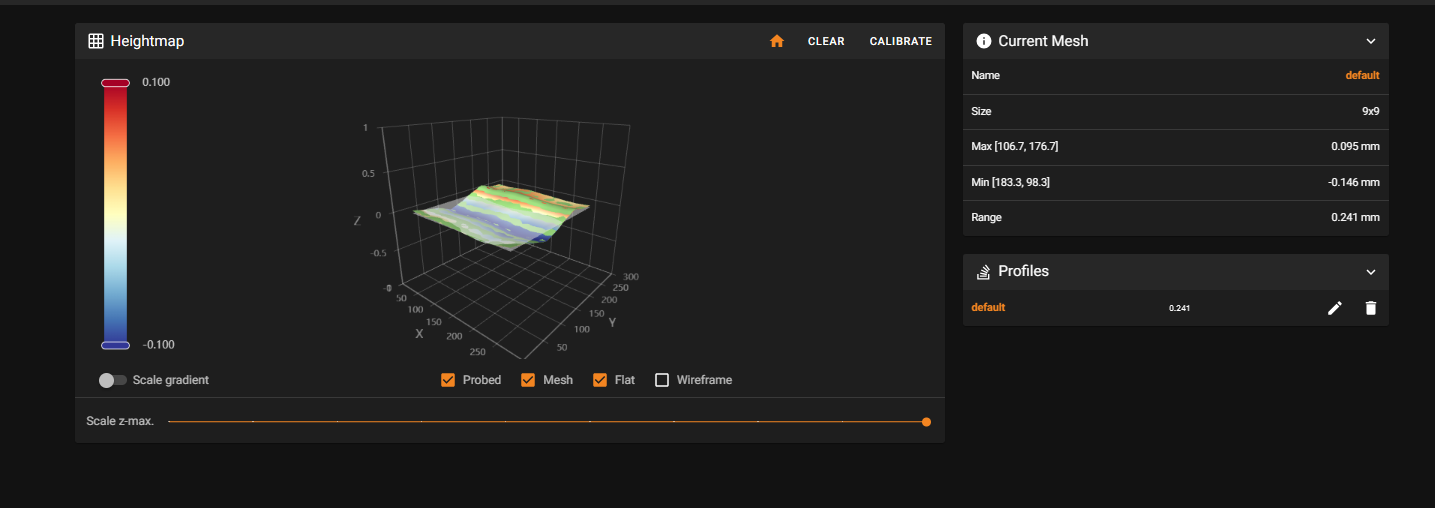 Heightmap
CLEAR
CALIBRATE
0.100
-0.100
1
0.5
0
-0.5
Z
50
100
150
200
250
X
50
100
150
200
250
300
Y
Scale gradient
Probed
Mesh
Flat
Wireframe
Scale z-max.
Current Mesh
Name default
Size 9x9
Max [106.7, 176.7] 0.095 mm
Min [183.3, 98.3] -0.146 mm
Range 0.241 mm
Profiles
default 0.241